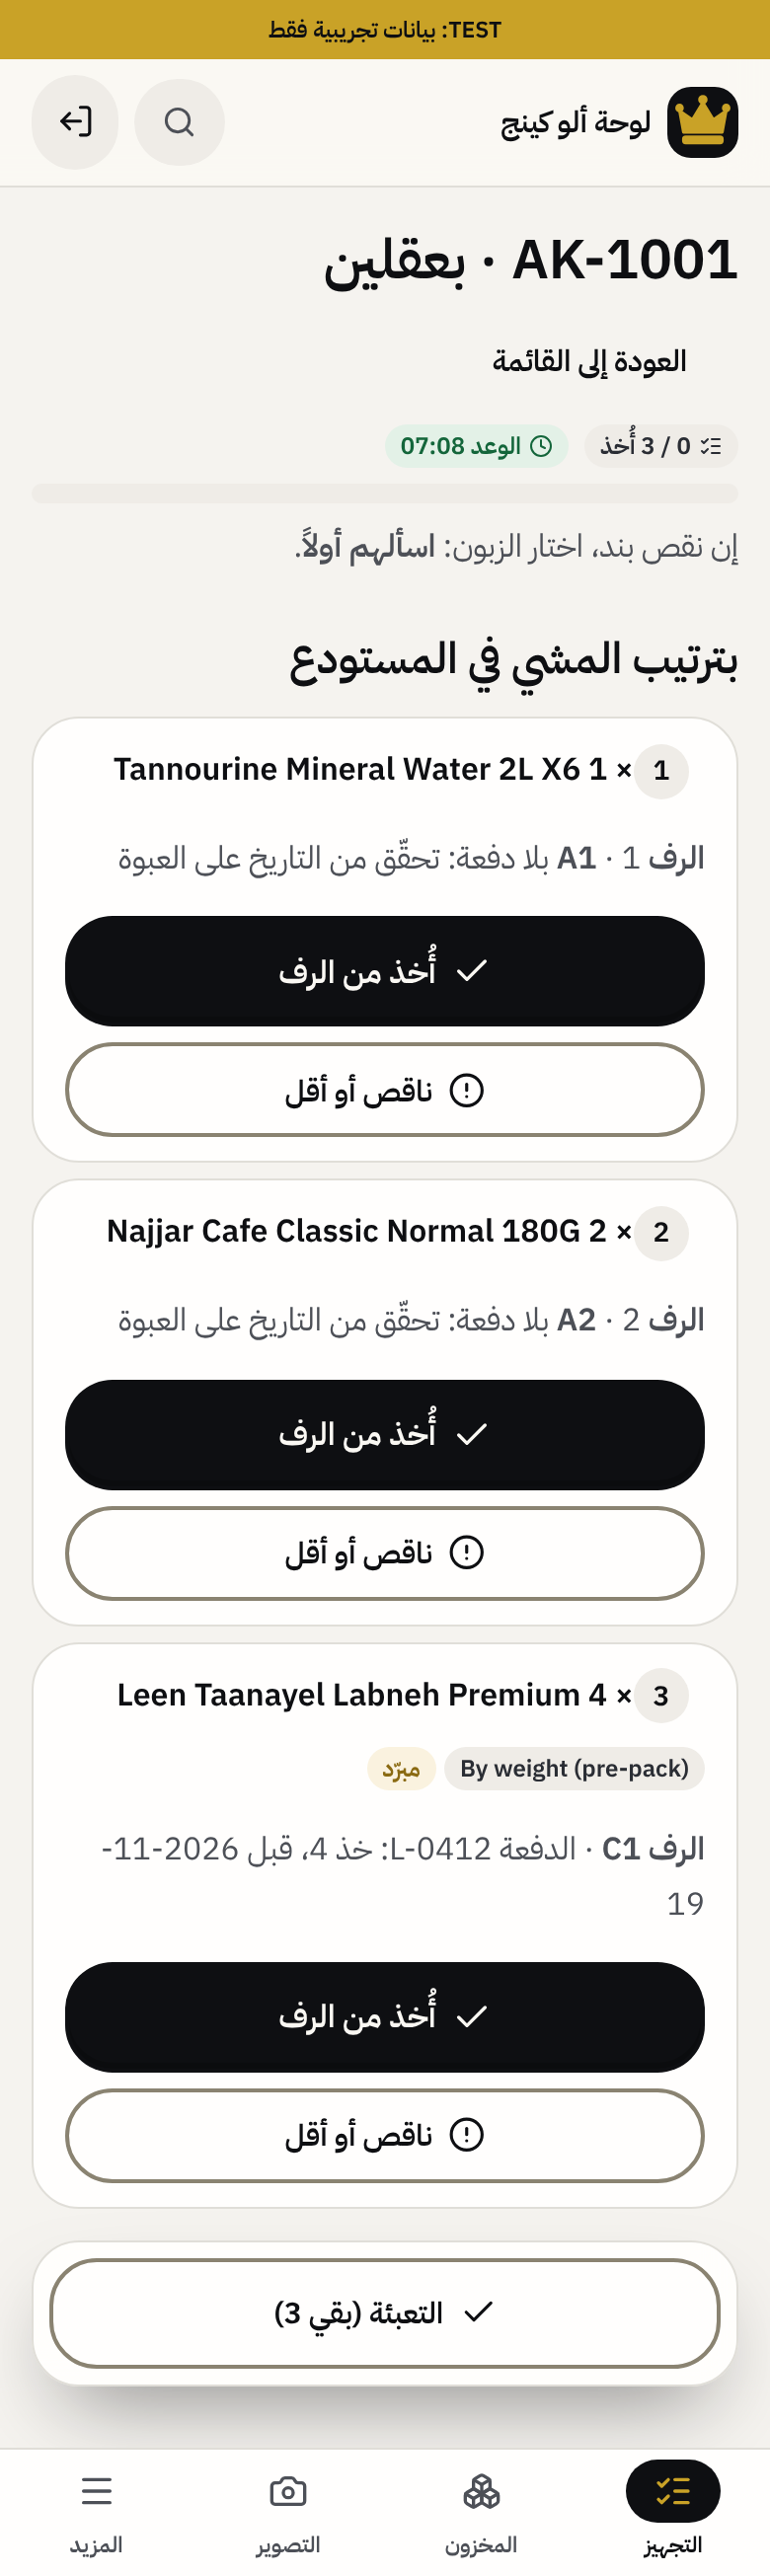 TEST: بيانات تجريبية فقط
لوحة ألو كينج
AK-1001 · بعقلين
العودة إلى القائمة
0 / 3 أُخذ
الوعد 07:08
إن نقص بند، اختار الزبون: اسألهم أولاً.
بترتيب المشي في المستودع
1
Tannourine Mineral Water 2L X6 1 ×
الرف A1 · 1 بلا دفعة: تحقّق من التاريخ على العبوة
أُخذ من الرف
ناقص أو أقل
2
Najjar Cafe Classic Normal 180G 2 ×
الرف A2 · 2 بلا دفعة: تحقّق من التاريخ على العبوة
أُخذ من الرف
ناقص أو أقل
3
Leen Taanayel Labneh Premium 4 ×
By weight (pre-pack)
مبرّد
الرف C1 · الدفعة L-0412: خذ 4، قبل 2026-11-
19
أُخذ من الرف
ناقص أو أقل
التعبئة (بقي 3)
التجهيز
المخزون
التصوير
المزيد